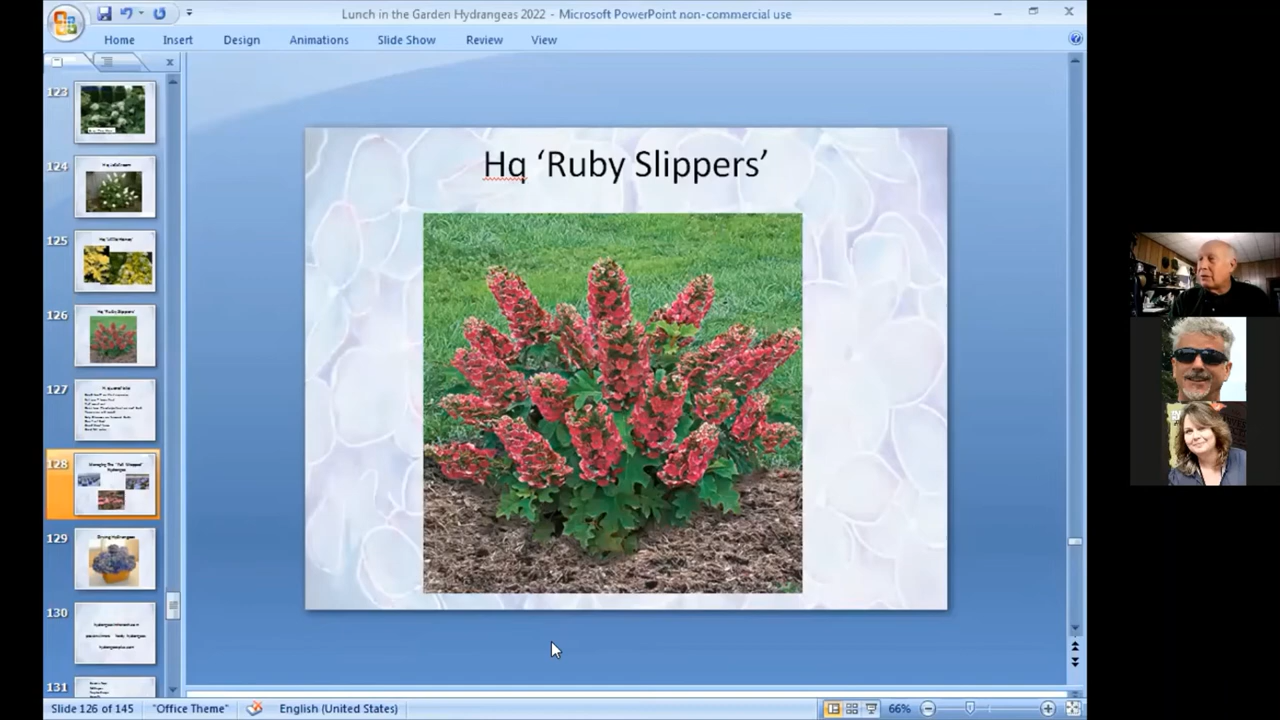 Lunch in the Garden Hydrangeas 2022 - Microsoft PowerPoint non-commercial use
Home Insert Design Animations Slide Show Review View
123
124
125
126
127
128
129
130
131
Hq ‘Ruby Slippers’
Slide 126 of 145 "Office Theme" English (United States) 66%